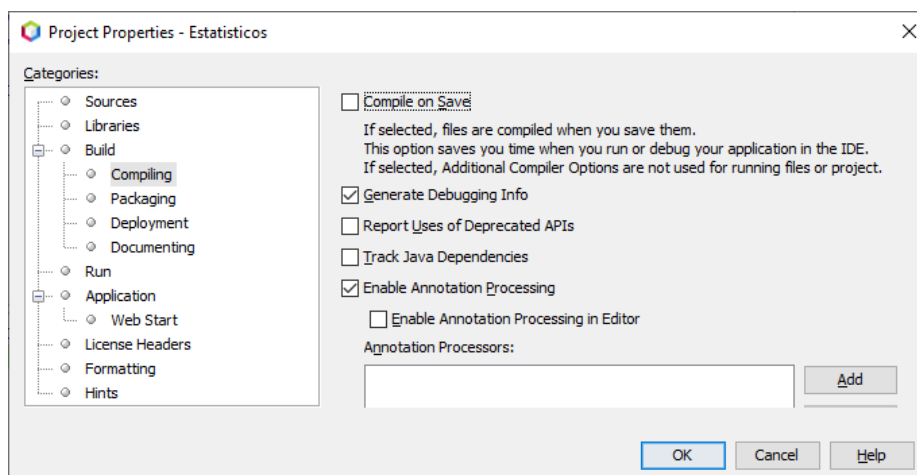 Project Properties - Estatisticos
Categories:
Sources
Libraries
Build
Compiling
Packaging
Deployment
Documenting
Run
Application
Web Start
License Headers
Formatting
Hints
Compile on Save
If selected, files are compiled when you save them.
This option saves you time when you run or debug your application in the IDE.
If selected, Additional Compiler Options are not used for running files or project.
Generate Debugging Info
Report Uses of Deprecated APIs
Track Java Dependencies
Enable Annotation Processing
Enable Annotation Processing in Editor
Annotation Processors:
Add
OK
Cancel
Help